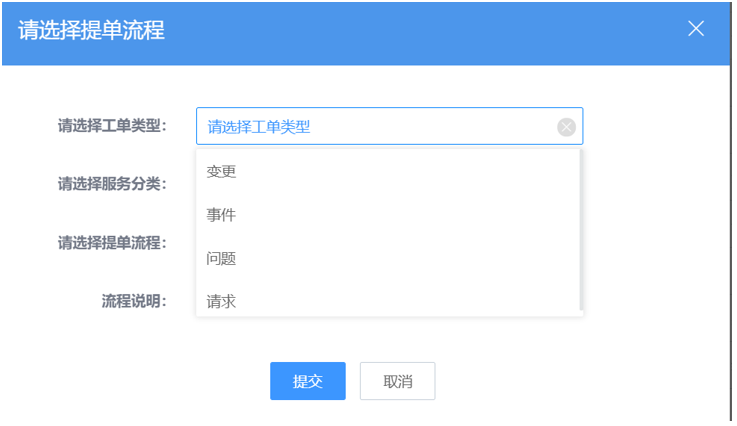 请选择提单流程
请选择工单类型:
请选择工单类型
变更
请选择服务分类:
事件
请选择提单流程:
问题
流程说明:
请求
提交
取消